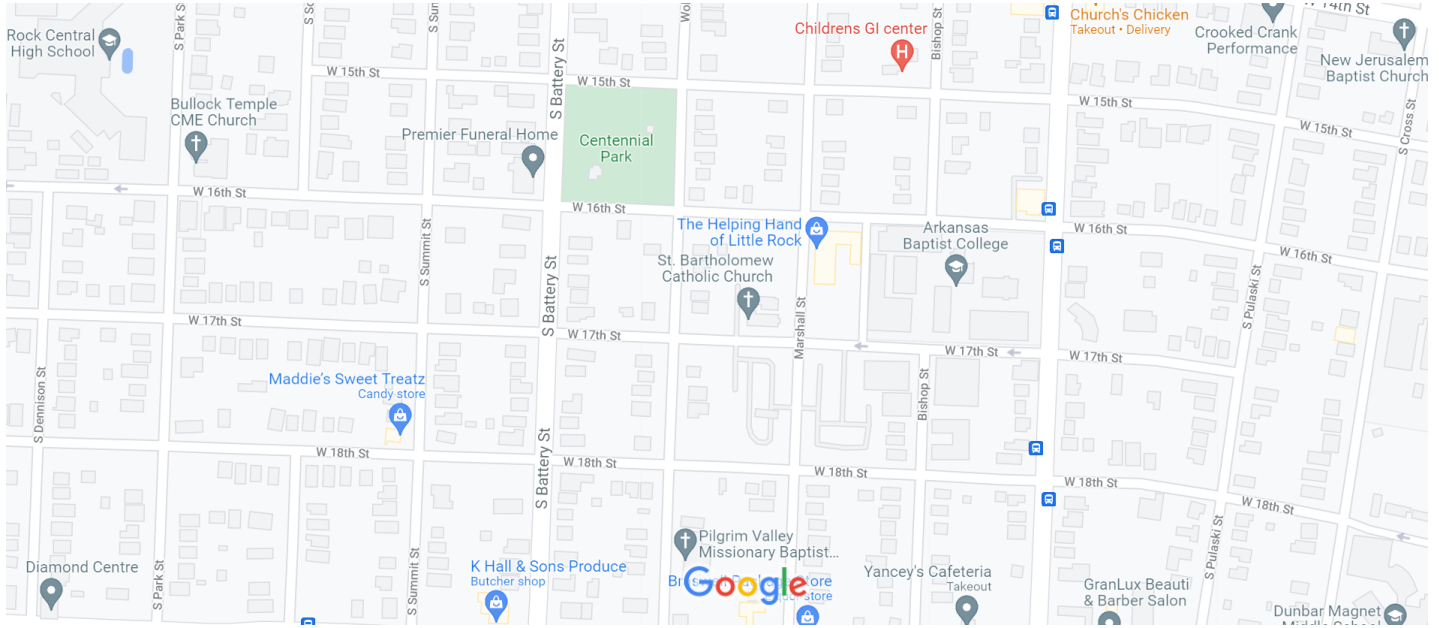 W 14th St
Church's Chicken
Takeout • Delivery
Childrens GI center
Bishop St
Crooked Crank
Performance
New Jerusalem
Baptist Church
Rock Central
High School
S Park St
W 15th St
S Battery St
W 15th St
W 15th St
W 15th St
S Cross St
Bullock Temple
CME Church
Premier Funeral Home
Centennial
Park
W 16th St
W 16th St
W 16th St
W 16th St
The Helping Hand
of Little Rock
Arkansas
Baptist College
St. Bartholomew
Catholic Church
S Summit St
S Battery St
Marshall St
S Pulaski St
W 17th St
W 17th St
W 17th St
W 17th St
Maddie's Sweet Treatz
Candy store
S Dennison St
Bishop St
W 18th St
W 18th St
W 18th St
W 18th St
W 18th St
S Battery St
S Pulaski St
Pilgrim Valley
Missionary Baptist...
Diamond Centre
S Park St
S Summit St
K Hall & Sons Produce
Butcher shop
Google
store
Yancey's Cafeteria
Takeout
GranLux Beauti
& Barber Salon
Dunbar Magnet
Middle School